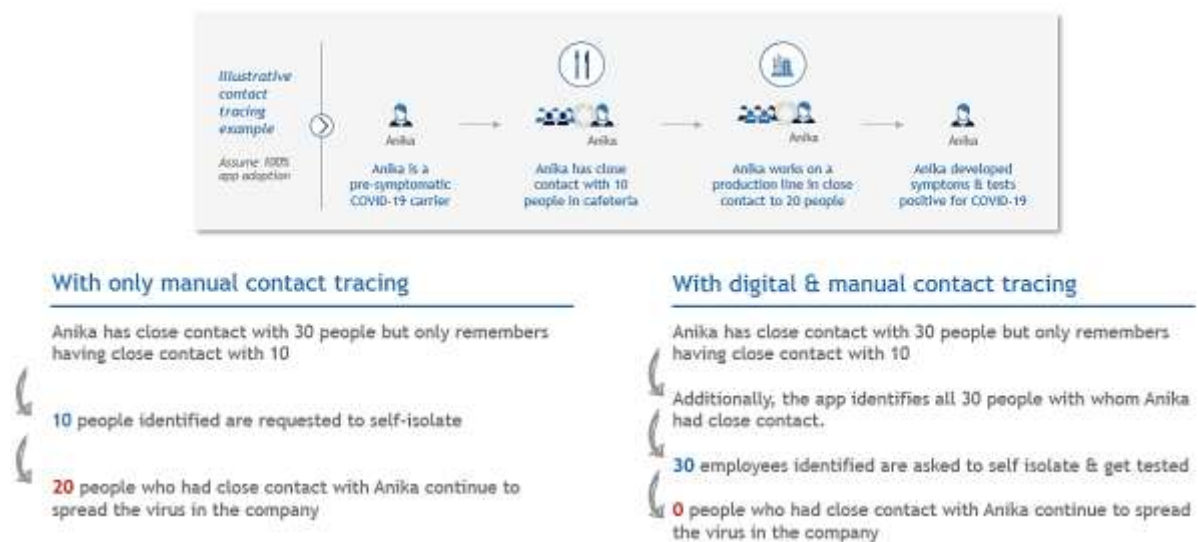 Illustrative
contact
tracing
example
Assume 100%
app adoption
Anika
Anika is a
pre-symptomatic
COVID-19 carrier
Anika
Anika has close
contact with 10
people in cafeteria
Anika
Anika works on a
production line in close
contact to 20 people
Anika
Anika developed
symptoms & tests
positive for COVID-19
With only manual contact tracing
Anika has close contact with 30 people but only remembers
having close contact with 10
10 people identified are requested to self-isolate
20 people who had close contact with Anika continue to
spread the virus in the company
With digital & manual contact tracing
Anika has close contact with 30 people but only remembers
having close contact with 10
Additionally, the app identifies all 30 people with whom Anika
had close contact.
30 employees identified are asked to self isolate & get tested
0 people who had close contact with Anika continue to spread
the virus in the company